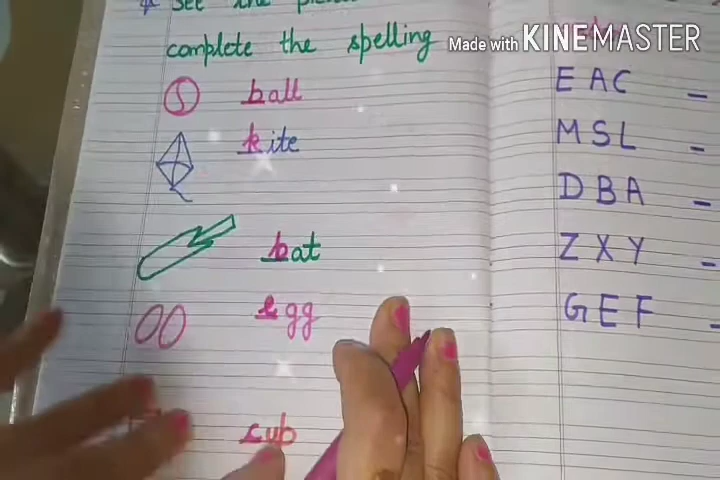 see the
complete the spelling
Made with KINEMASTER
ball
kite
bat
egg
cub
E A C _
M S L _
D B A _
Z X Y _
G E F _